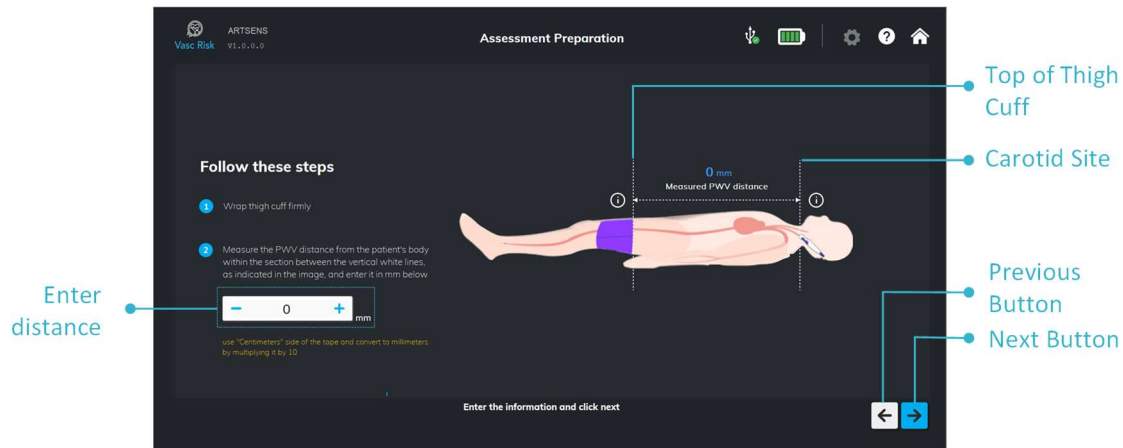 ARTSENS
Vasc Risk V1.0.0.0
Assessment Preparation
Top of Thigh
Cuff
Carotid Site
Follow these steps
0 mm
Measured PWV distance
1 Wrap thigh cuff firmly
2 Measure the PWV distance from the patient's body
within the section between the vertical white lines,
as indicated in the image, and enter it in mm below
Enter
distance
− 0 + mm
use "Centimeters" side of the tape and convert to millimeters
by multiplying it by 10
Previous
Button
Next Button
Enter the information and click next